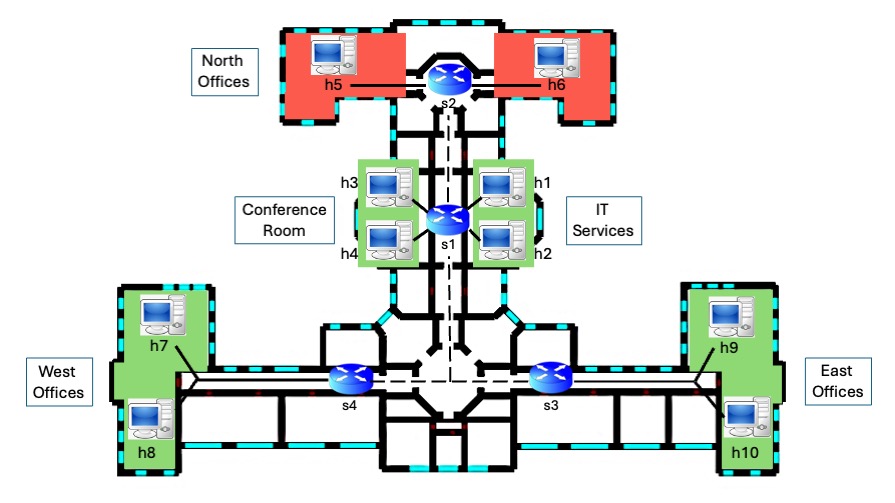 North
Offices
h5
h6
s2
h3
h1
Conference
Room
IT
Services
s1
h4
h2
h7
h9
West
Offices
East
Offices
s4
s3
h8
h10